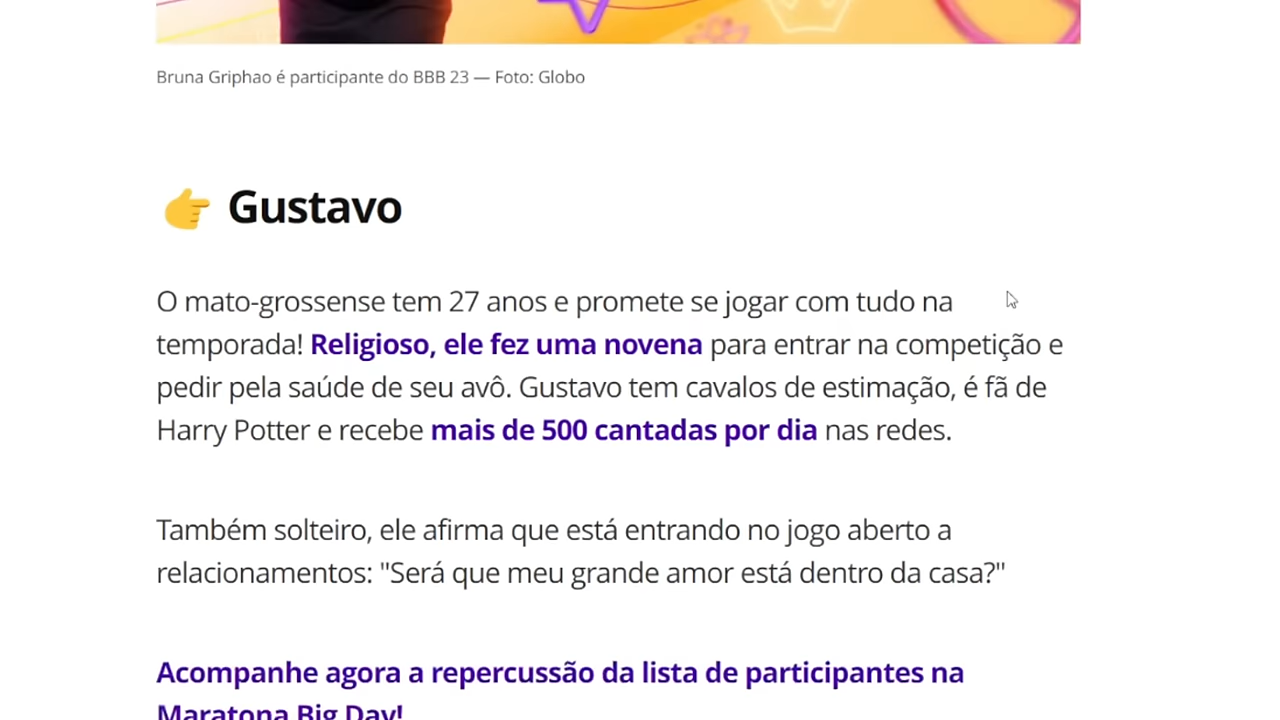 Bruna Griphao é participante do BBB 23 — Foto: Globo
👉 Gustavo
O mato-grossense tem 27 anos e promete se jogar com tudo na
temporada! Religioso, ele fez uma novena para entrar na competição e
pedir pela saúde de seu avô. Gustavo tem cavalos de estimação, é fã de
Harry Potter e recebe mais de 500 cantadas por dia nas redes.
Também solteiro, ele afirma que está entrando no jogo aberto a
relacionamentos: "Será que meu grande amor está dentro da casa?"
Acompanhe agora a repercussão da lista de participantes na
Maratona Big Day!